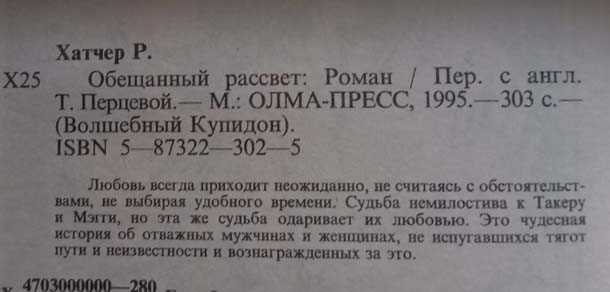 Хатчер Р.
Х25 Обещанный рассвет: Роман / Пер. с англ.
Т. Перцевой.— М.: ОЛМА-ПРЕСС, 1995.—303 с.—
(Волшебный Купидон).
ISBN 5—87322—302—5
Любовь всегда приходит неожиданно, не считаясь с обстоятельст-
вами, не выбирая удобного времени. Судьба немилостива к Такеру
и Мэгги, но эта же судьба одаривает их любовью. Это чудесная
история об отважных мужчинах и женщинах, не испугавшихся тягот
пути и неизвестности и вознагражденных за это.
4703000000—280